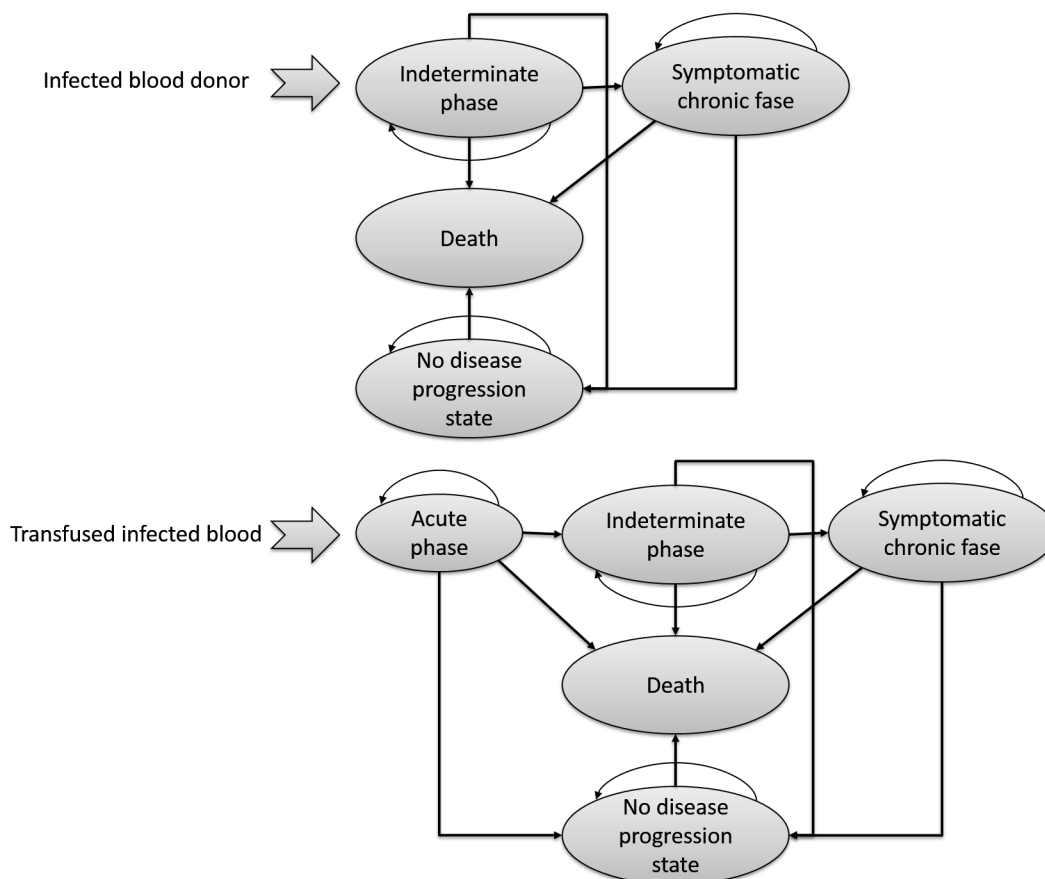 Infected blood donor
Indeterminate
phase
Symptomatic
chronic fase
Death
No disease
progression
state
Transfused infected blood
Acute
phase
Indeterminate
phase
Symptomatic
chronic fase
Death
No disease
progression
state